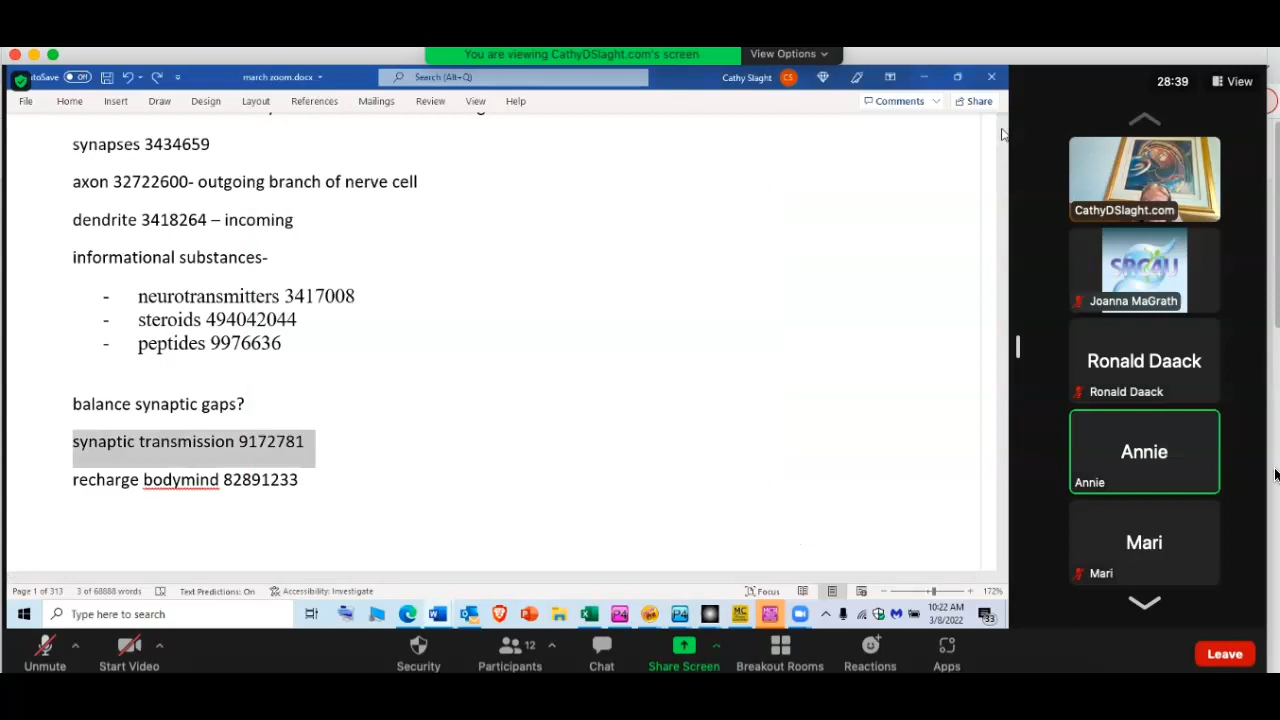 You are viewing CathyDSlaght.com's screen
View Options
AutoSave Off
march zoom.docx
Search (Alt+Q)
Cathy Slaght
CS
28:39
View
File Home Insert Draw Design Layout References Mailings Review View Help
Comments
Share
synapses 3434659
axon 32722600- outgoing branch of nerve cell
dendrite 3418264 – incoming
informational substances-
- neurotransmitters 3417008
- steroids 494042044
- peptides 9976636
balance synaptic gaps?
synaptic transmission 9172781
recharge bodymind 82891233
CathyDSlaght.com
SRC4U
Joanna MaGrath
Ronald Daack
Ronald Daack
Annie
Annie
Mari
Mari
Page 1 of 313 3 of 68888 words Text Predictions: On Accessibility: Investigate
Focus
172%
Type here to search
10:22 AM
3/8/2022
33
Unmute Start Video Security Participants 12 Chat Share Screen Breakout Rooms Reactions Apps Leave